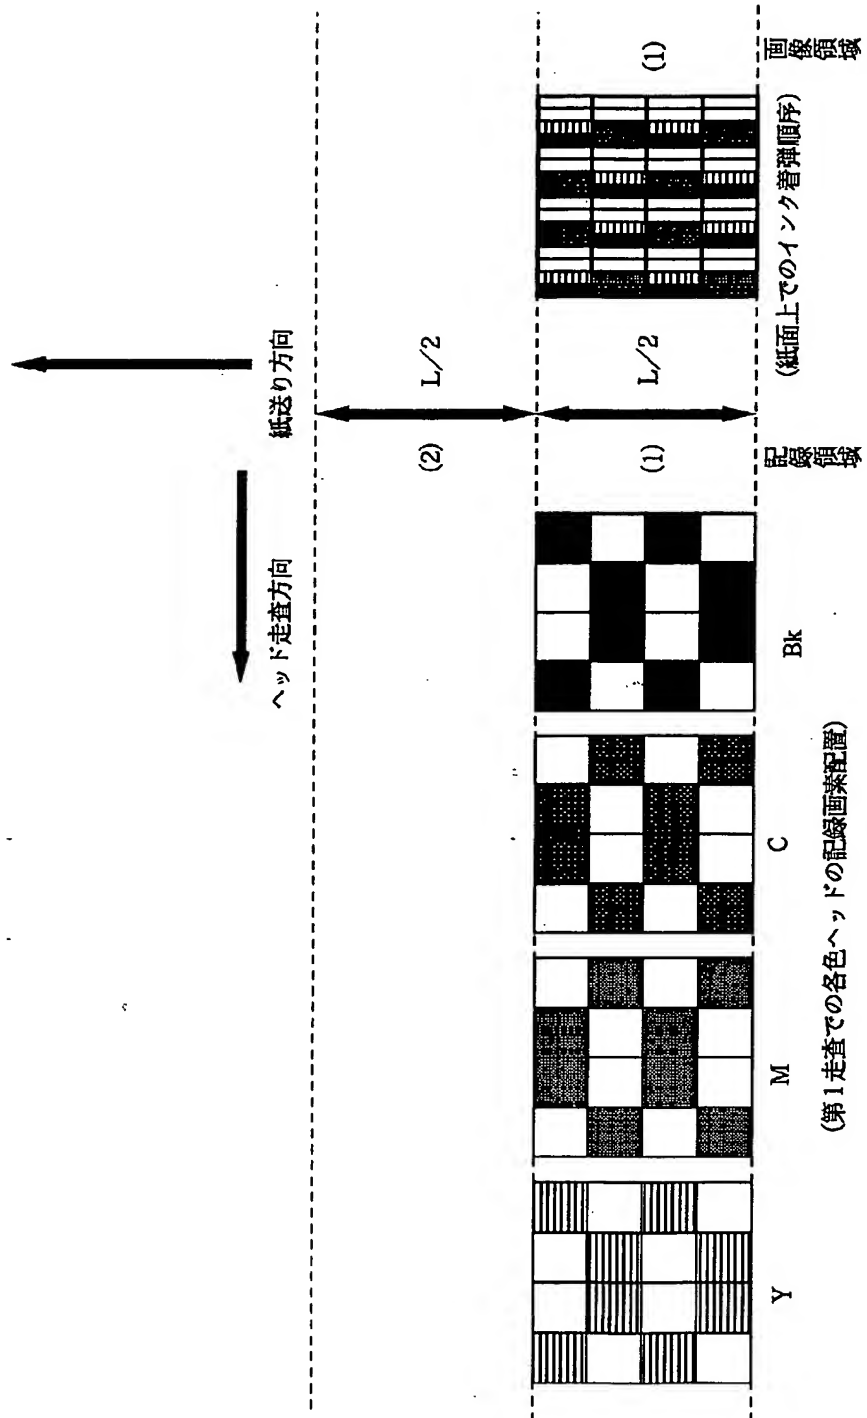 紙送り方向
ヘッド走査方向
(2)
L/2
(1)
L/2
(1)
記録領域
画像領域
Y
M
C
Bk
(第1走査での各色ヘッドの記録画素配置)
(紙面上でのインク着弾順序)